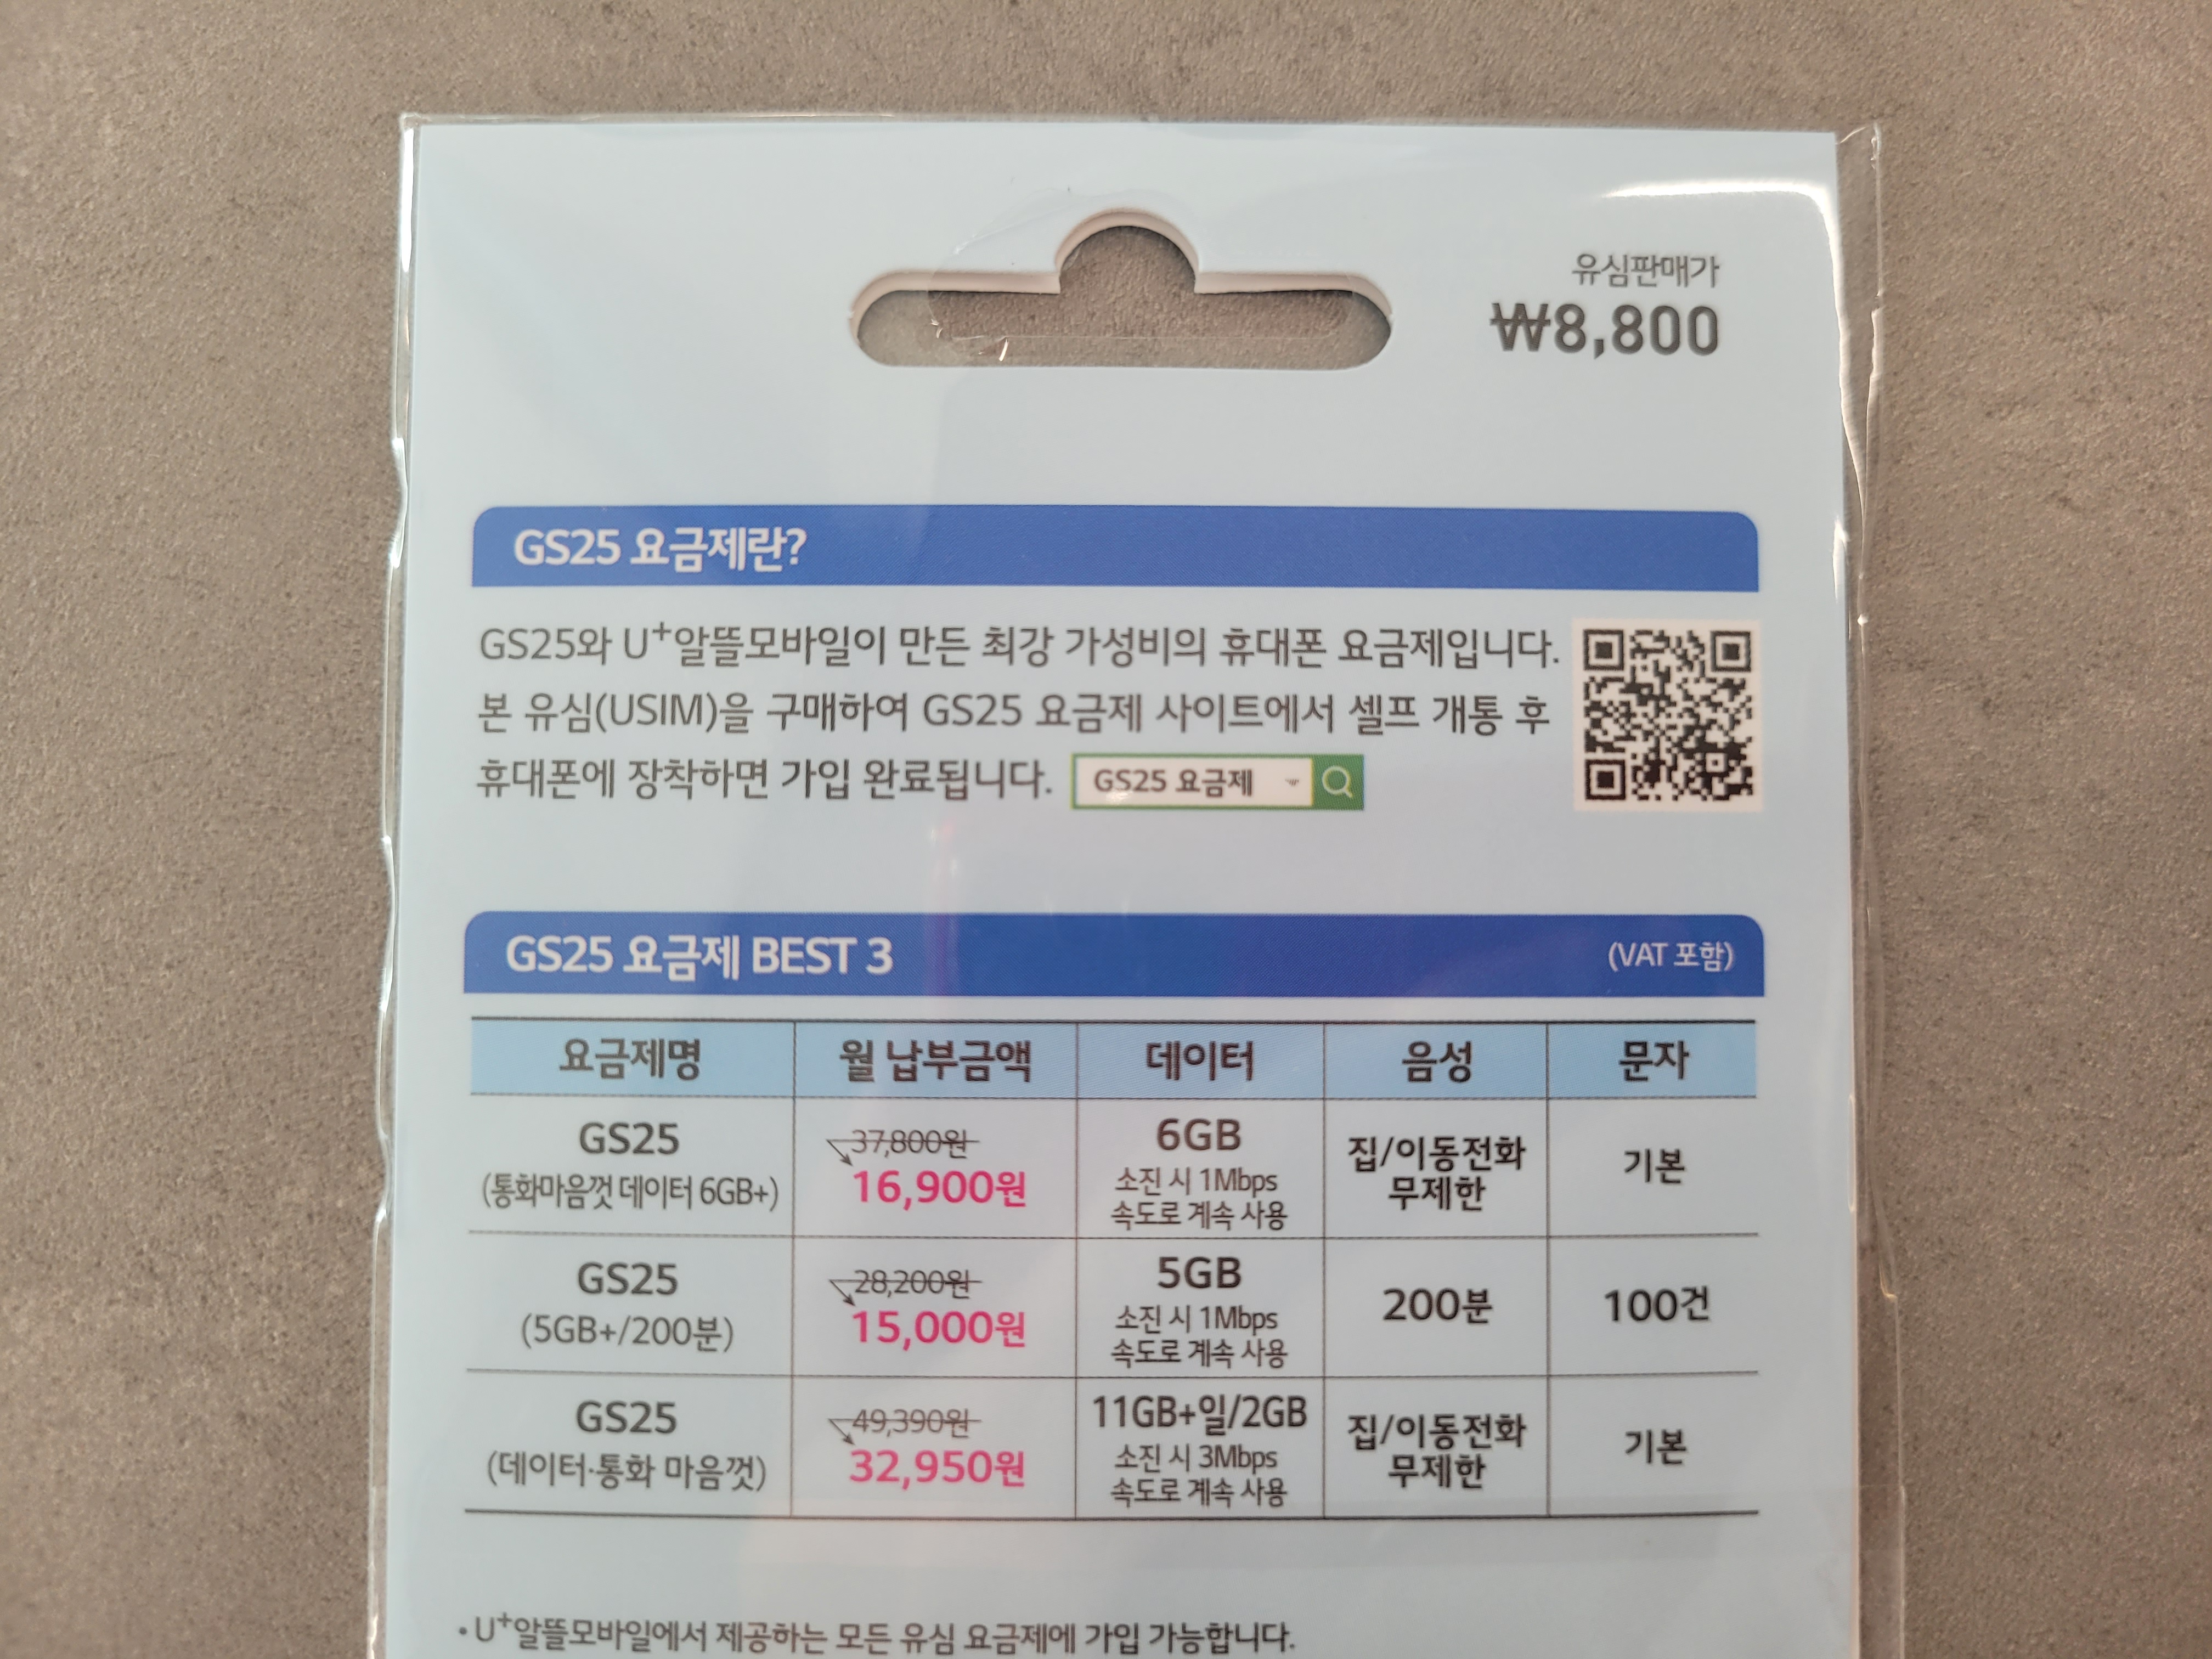 유심판매가
₩8,800
GS25 요금제란?
GS25와 U+알뜰모바일이 만든 최강 가성비의 휴대폰 요금제입니다.
본 유심(USIM)을 구매하여 GS25 요금제 사이트에서 셀프 개통 후
휴대폰에 장착하면 가입 완료됩니다. GS25 요금제
GS25 요금제 BEST 3 (VAT 포함)
요금제명 월 납부금액 데이터 음성 문자
GS25
(통화마음껏 데이터 6GB+)
37,800원
16,900원
6GB
소진 시 1Mbps
속도로 계속 사용
집/이동전화
무제한
기본
GS25
(5GB+/200분)
28,200원
15,000원
5GB
소진 시 1Mbps
속도로 계속 사용
200분
100건
GS25
(데이터·통화 마음껏)
49,390원
32,950원
11GB+일/2GB
소진 시 3Mbps
속도로 계속 사용
집/이동전화
무제한
기본
• U+알뜰모바일에서 제공하는 모든 유심 요금제에 가입 가능합니다.